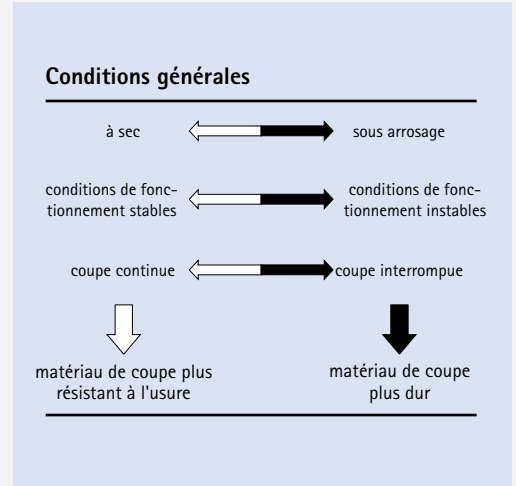 Conditions générales
à sec
sous arrosage
conditions de fonc-
tionnement stables
conditions de fonc-
tionnement instables
coupe continue
coupe interrompue
matériau de coupe plus
résistant à l'usure
matériau de coupe
plus dur